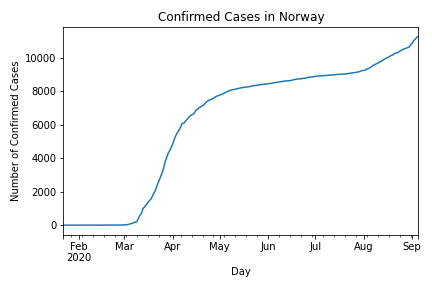 Confirmed Cases in Norway
Number of Confirmed Cases
10000
8000
6000
4000
2000
0
Feb Mar Apr May Jun Jul Aug Sep
2020
Day